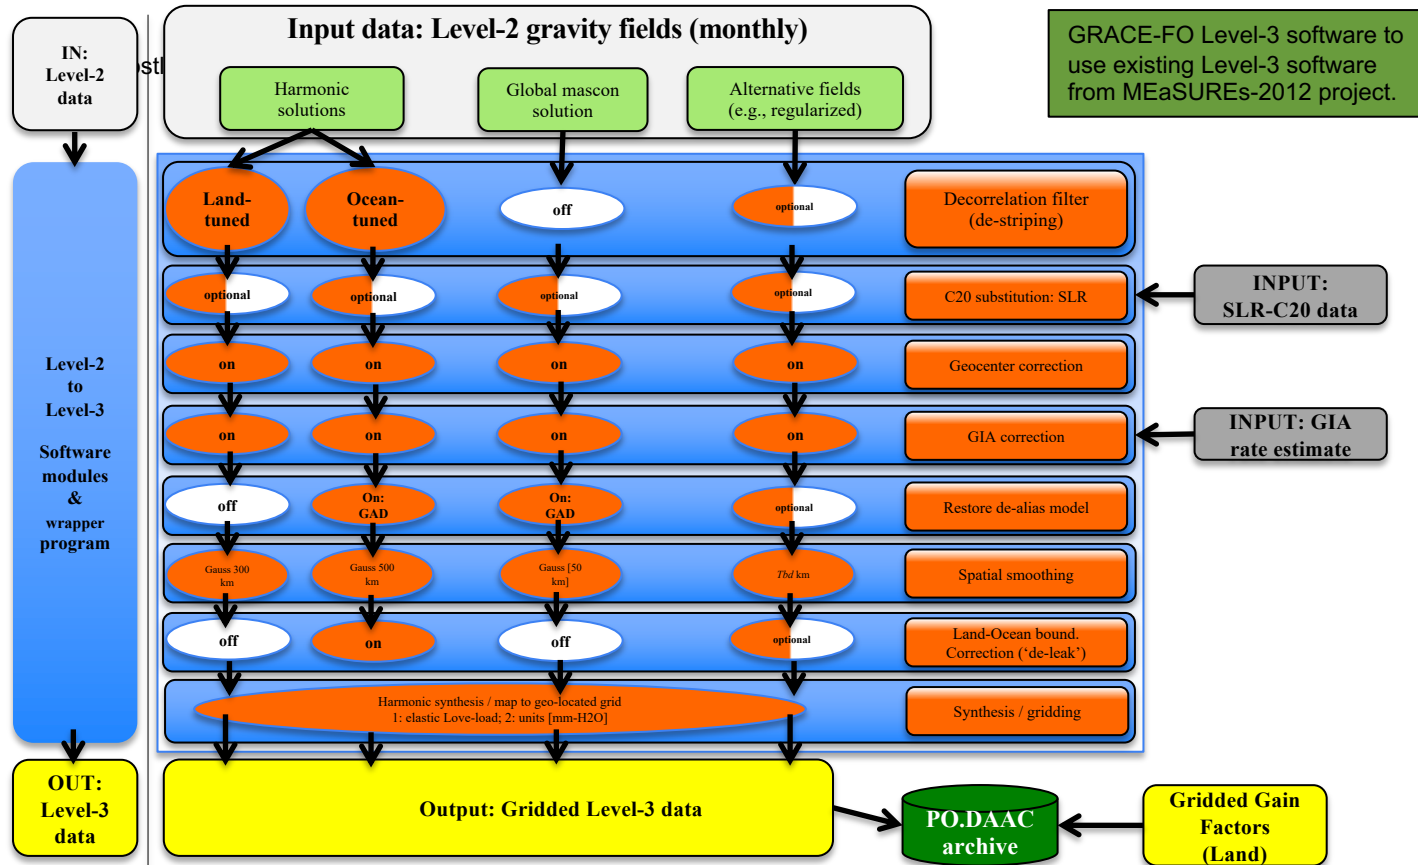 IN:
Level-2
data
Input data: Level-2 gravity fields (monthly)
Harmonic
solutions
Global mascon
solution
Alternative fields
(e.g., regularized)
GRACE-FO Level-3 software to
use existing Level-3 software
from MEaSUREs-2012 project.
Level-2
to
Level-3
Software
modules
&
wrapper
program
Land-
tuned
Ocean-
tuned
off
optional
Decorrelation filter
(de-striping)
optional
optional
optional
optional
C20 substitution: SLR
INPUT:
SLR-C20 data
on
on
on
on
Geocenter correction
on
on
on
on
GIA correction
INPUT: GIA
rate estimate
off
On:
GAD
On:
GAD
optional
Restore de-alias model
Gauss 300
km
Gauss 500
km
Gauss [50
km]
Tbd km
Spatial smoothing
off
on
off
optional
Land-Ocean bound.
Correction (‘de-leak’)
Harmonic synthesis / map to geo-located grid
1: elastic Love-load; 2: units [mm-H2O]
Synthesis / gridding
OUT:
Level-3
data
Output: Gridded Level-3 data
PO.DAAC
archive
Gridded Gain
Factors
(Land)